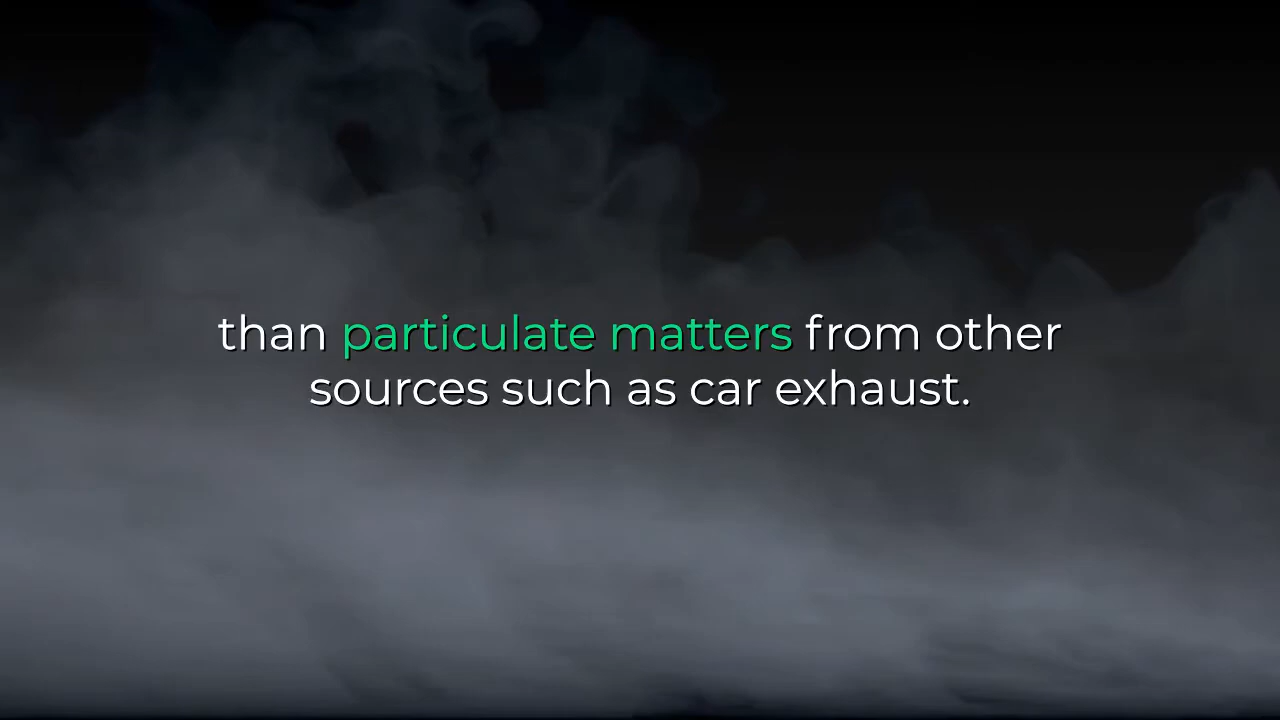 than particulate matters from other
sources such as car exhaust.